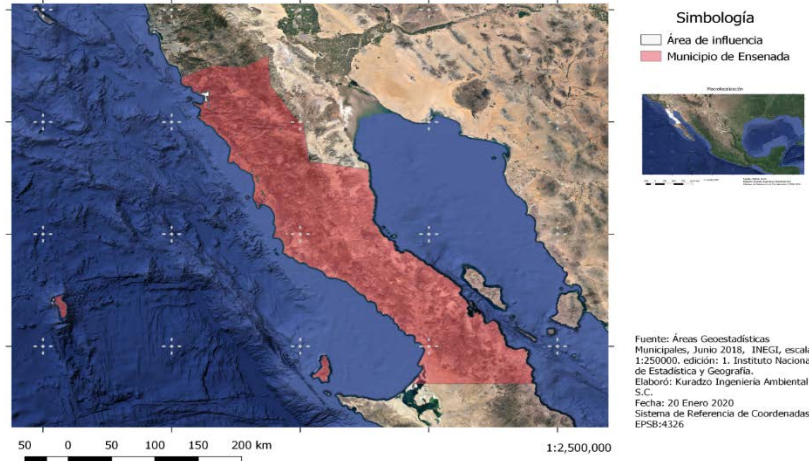 Simbología
Área de influencia
Municipio de Ensenada
Macrolocalización
Fuente: Áreas Geoestadísticas
Municipales, Junio 2018, INEGI, escala
1:250000. edición: 1. Instituto Naciona
de Estadística y Geografía.
Elaboró: Kuradzo Ingeniería Ambiental
S.C.
Fecha: 20 Enero 2020
Sistema de Referencia de Coordenadas
EPSB:4326
50 0 50 100 150 200 km
1:2,500,000